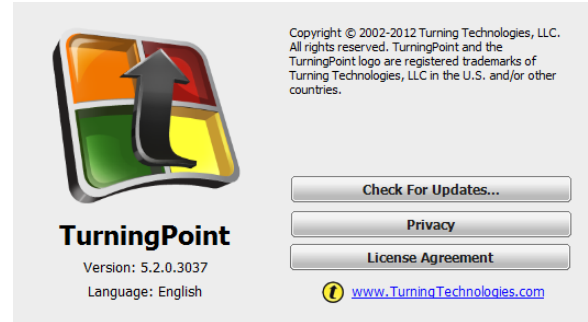 Copyright © 2002-2012 Turning Technologies, LLC.
All rights reserved. TurningPoint and the
TurningPoint logo are registered trademarks of
Turning Technologies, LLC in the U.S. and/or other
countries.
Check For Updates...
Privacy
License Agreement
www.TurningTechnologies.com
TurningPoint
Version: 5.2.0.3037
Language: English